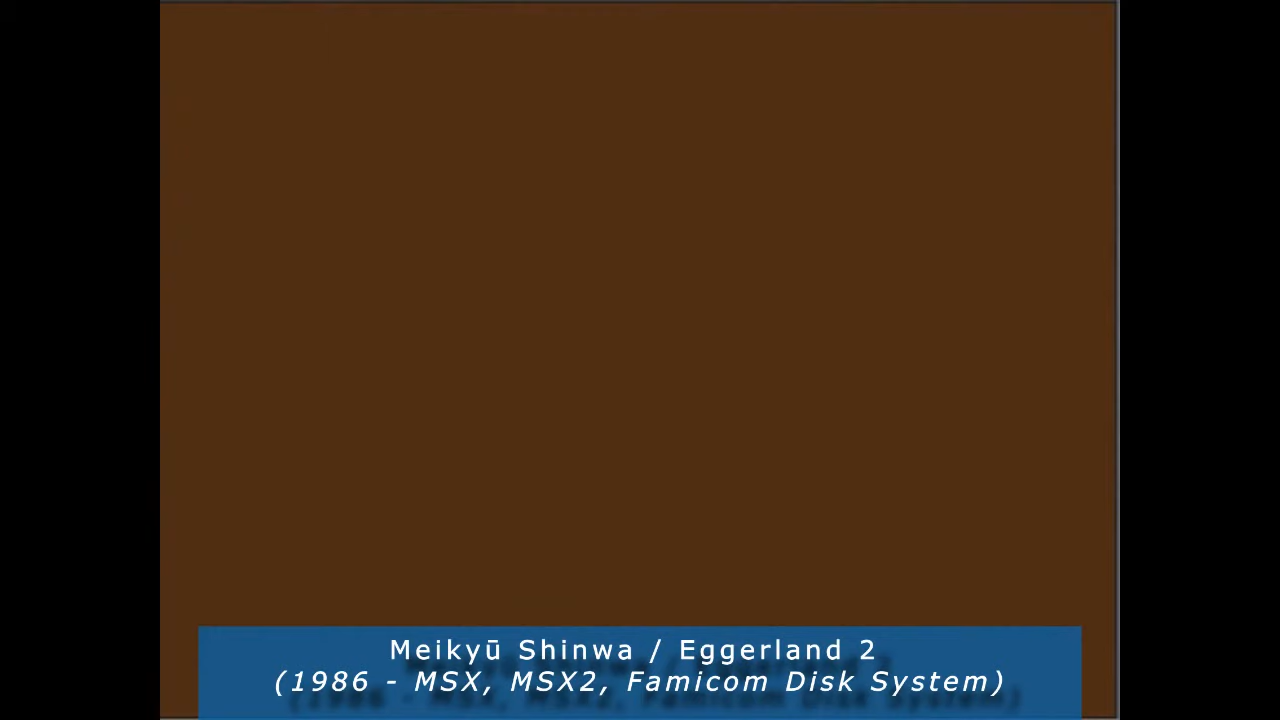 Meikyū Shinwa / Eggerland 2
(1986 - MSX, MSX2, Famicom Disk System)